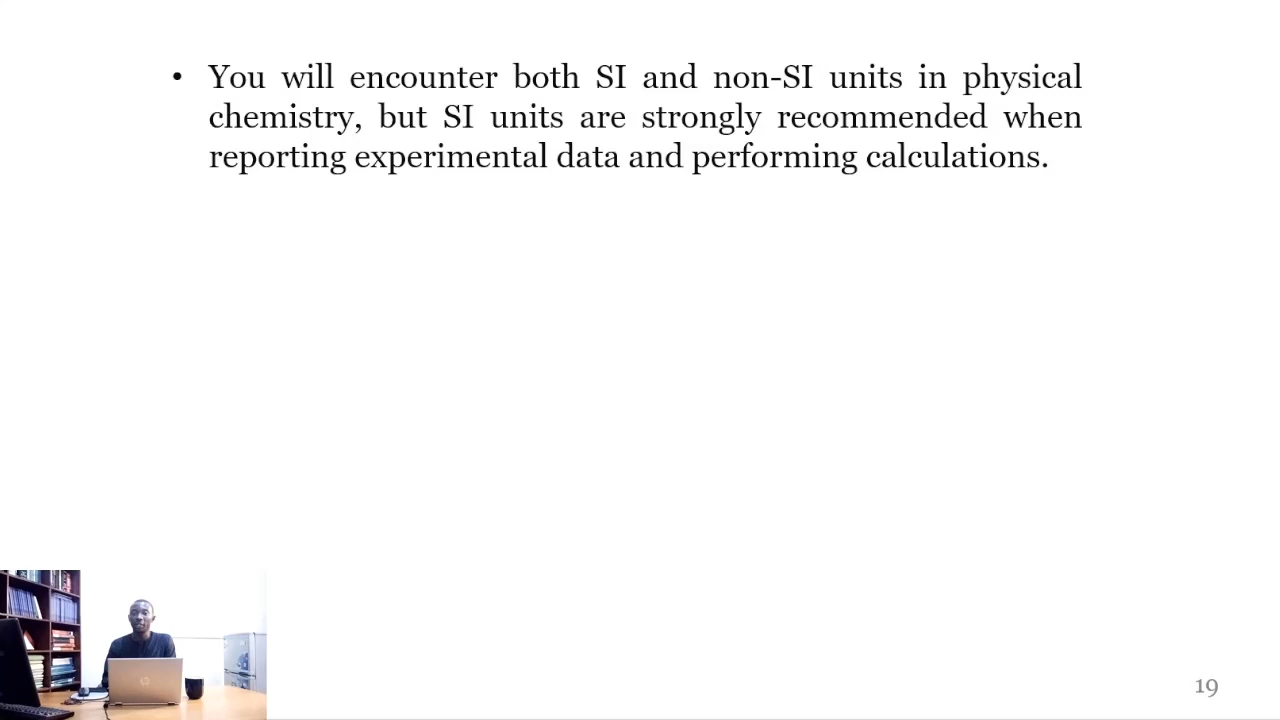 • You will encounter both SI and non-SI units in physical
chemistry, but SI units are strongly recommended when
reporting experimental data and performing calculations.
19